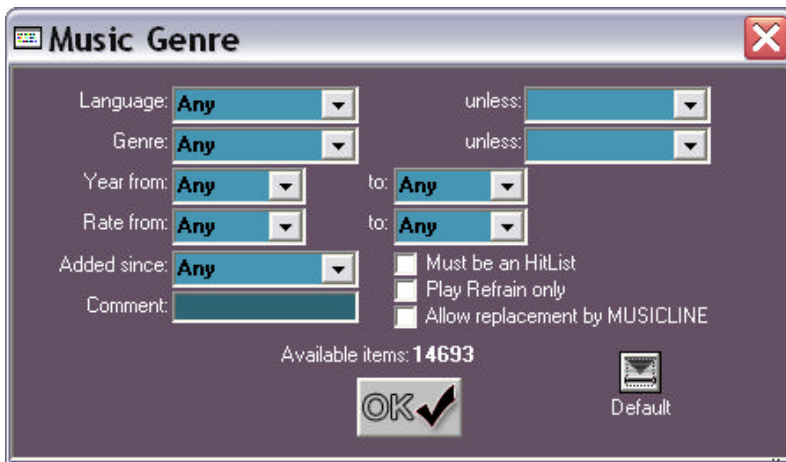 Music Genre
Language: Any unless:
Genre: Any unless:
Year from: Any to: Any
Rate from: Any to: Any
Added since: Any Must be an HitList
Play Refrain only
Comment: Allow replacement by MUSICLINE
Available items: 14693
OK
Default